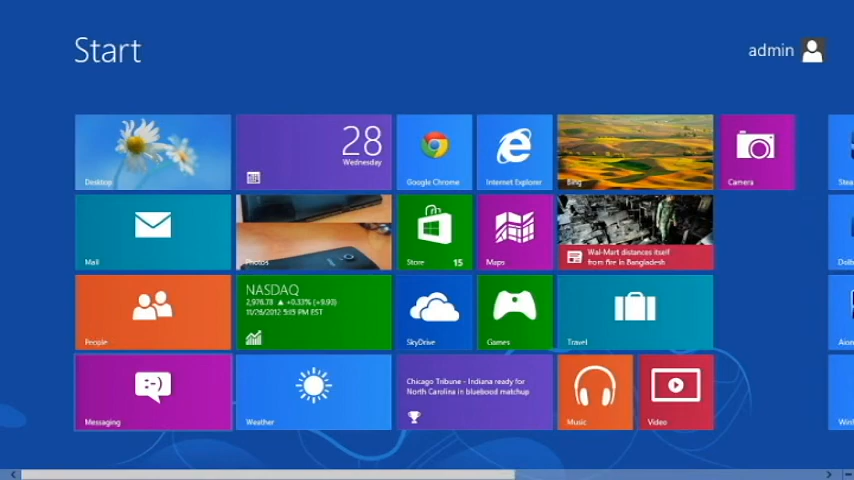 Start
admin
28
Wednesday
Desktop
Google Chrome
Internet Explorer
Bing
Camera
Mail
Photos
Store 15
Maps
Wal-Mart distances itself
from fire in Bangladesh
People
NASDAQ
2,976.78 ▲ +0.33% (+9.93)
11/26/2012 5:15 PM EST
SkyDrive
Games
Travel
Messaging
Weather
Chicago Tribune - Indiana ready for
North Carolina in blueblood matchup
Music
Video